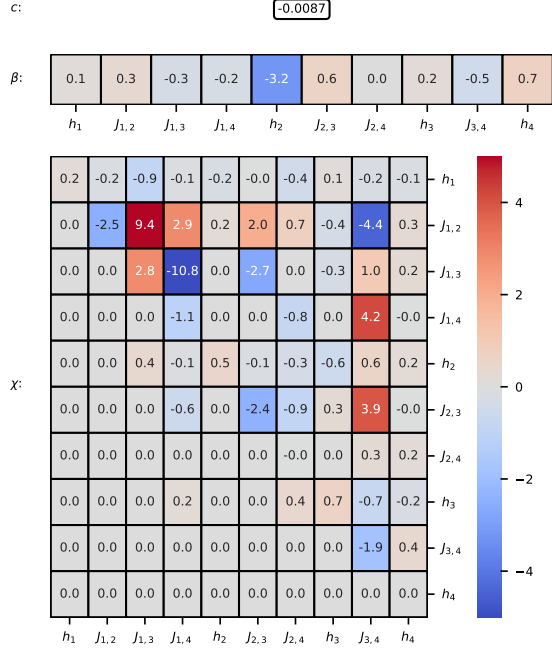 c: -0.0087
β: 0.1 0.3 -0.3 -0.2 -3.2 0.6 0.0 0.2 -0.5 0.7
h₁ J₁,₂ J₁,₃ J₁,₄ h₂ J₂,₃ J₂,₄ h₃ J₃,₄ h₄
0.2 -0.2 -0.9 -0.1 -0.2 -0.0 -0.4 0.1 -0.2 -0.1 h₁
0.0 -2.5 9.4 2.9 0.2 2.0 0.7 -0.4 -4.4 0.3 J₁,₂
4
0.0 0.0 2.8 -10.8 0.0 -2.7 0.0 -0.3 1.0 0.2 J₁,₃
2
0.0 0.0 0.0 -1.1 0.0 0.0 -0.8 0.0 4.2 -0.0 J₁,₄
0.0 0.0 0.4 -0.1 0.5 -0.1 -0.3 -0.6 0.6 0.2 h₂
0
χ:
0.0 0.0 0.0 -0.6 0.0 -2.4 -0.9 0.3 3.9 -0.0 J₂,₃
0.0 0.0 0.0 0.0 0.0 0.0 -0.0 0.0 0.3 0.2 J₂,₄
−2
0.0 0.0 0.0 0.2 0.0 0.0 0.4 0.7 -0.7 -0.2 h₃
0.0 0.0 0.0 0.0 0.0 0.0 0.0 0.0 -1.9 0.4 J₃,₄
−4
0.0 0.0 0.0 0.0 0.0 0.0 0.0 0.0 0.0 0.0 h₄
h₁ J₁,₂ J₁,₃ J₁,₄ h₂ J₂,₃ J₂,₄ h₃ J₃,₄ h₄